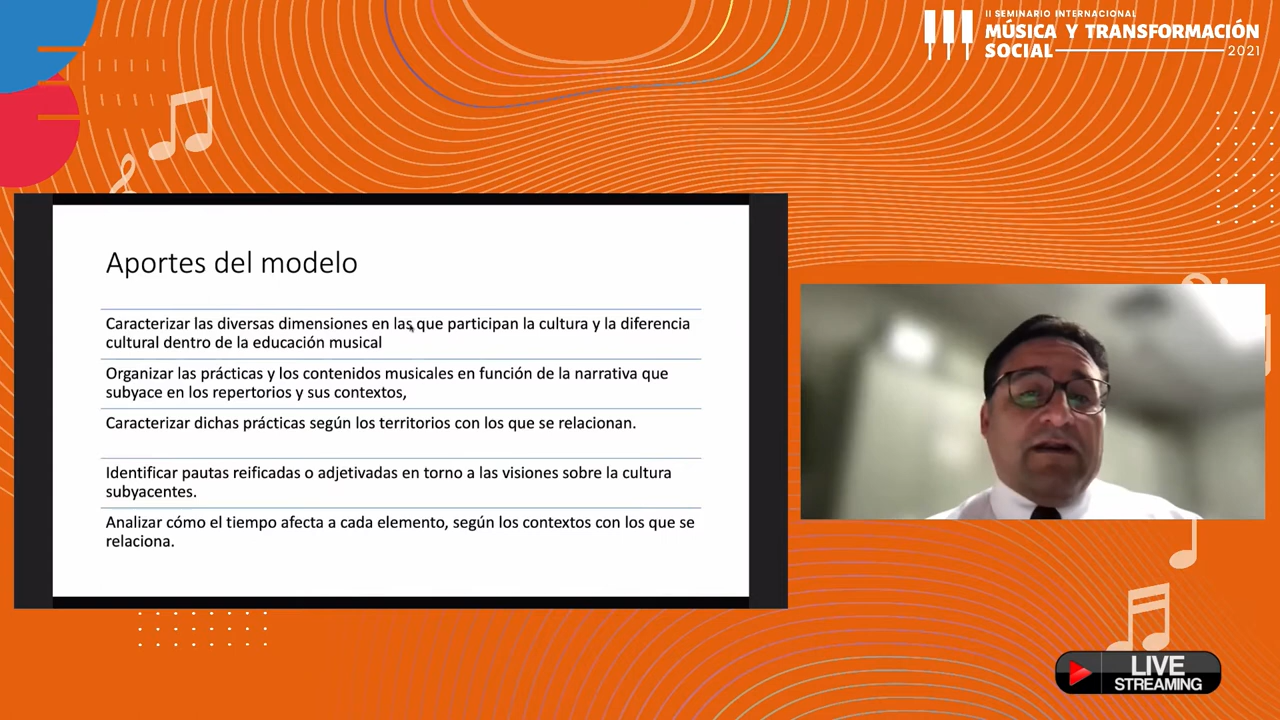 II SEMINARIO INTERNACIONAL
MÚSICA Y TRANSFORMACIÓN
SOCIAL
2021
Aportes del modelo
Caracterizar las diversas dimensiones en las que participan la cultura y la diferencia
cultural dentro de la educación musical
Organizar las prácticas y los contenidos musicales en función de la narrativa que
subyace en los repertorios y sus contextos,
Caracterizar dichas prácticas según los territorios con los que se relacionan.
Identificar pautas reificadas o adjetivadas en torno a las visiones sobre la cultura
subyacentes.
Analizar cómo el tiempo afecta a cada elemento, según los contextos con los que se
relaciona.
LIVE
STREAMING